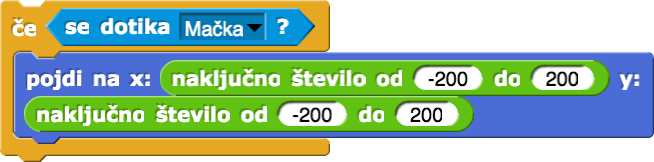 če se dotika Mačka ?
pojdi na x: naključno število od -200 do 200 y:
naključno število od -200 do 200